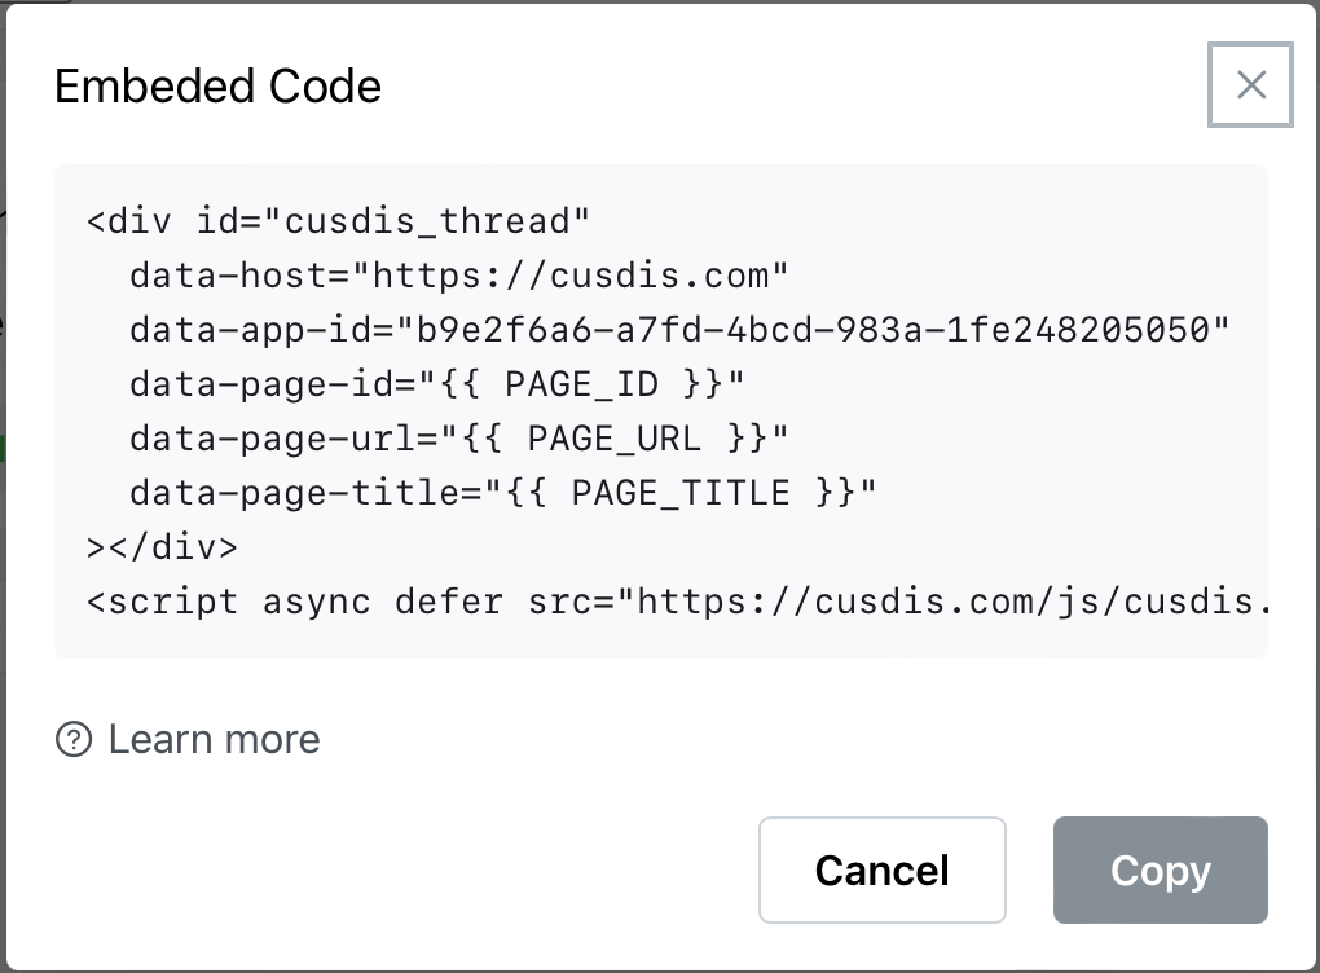 Embeded Code
<div id="cusdis_thread"
data-host="https://cusdis.com"
data-app-id="b9e2f6a6-a7fd-4bcd-983a-1fe248205050"
data-page-id="{{ PAGE_ID }}"
data-page-url="{{ PAGE_URL }}"
data-page-title="{{ PAGE_TITLE }}"
></div>
<script async defer src="https://cusdis.com/js/cusdis.
Learn more
Cancel
Copy